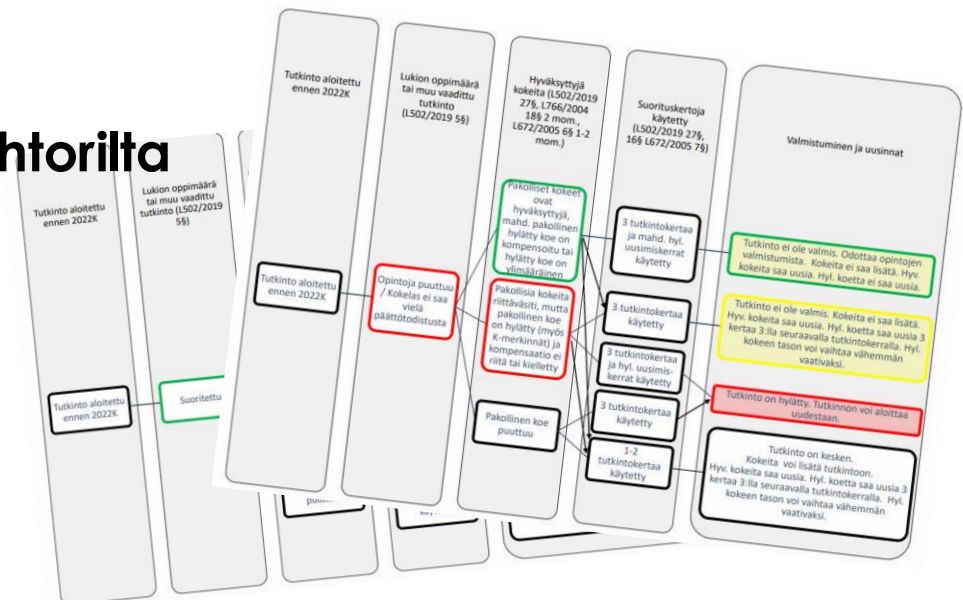 htorilta
Tutkinto aloitettu
ennen 2022K
Lukion oppimäärä
tai muu vaadittu
tutkinto
(L502/2019 5§)
Hyväksyttyjä
kokeita (L502/2019
27§, L766/2004
18§ 2 mom.,
L672/2005 6§ 1-2
mom.)
Suorituskertoja
käytetty
(L502/2019 27§,
16§ L672/2005 7§)
Valmistuminen ja uusinnat
Tutkinto aloitettu
ennen 2022K
Opintoja puuttuu
/ Kokelas ei saa
vielä
päättötodistusta
Pakolliset kokeet
ovat
hyväksyttyjä,
mahd. pakollinen
hylätty koe on
kompensoitu tai
hylätty koe on
ylimääräinen
Pakollisia kokeita
riittäväsiti, mutta
pakollinen koe
on hylätty (myös
K-merkinnät) ja
kompensaatio ei
riitä tai kielletty
Pakollinen koe
puuttuu
3 tutkintokertaa
ja mahd. hyl.
uusimiskerrat
käytetty
3 tutkintokertaa
käytetty
3 tutkintokertaa
ja hyl. uusimis-
kerrat käytetty
3 tutkintokertaa
käytetty
1-2
tutkintokertaa
käytetty
Tutkinto ei ole valmis. Odottaa opintojen
valmistumista. Kokeita ei saa lisätä. Hyv.
kokeita saa uusia. Hyl. koetta ei saa uusia.
Tutkinto ei ole valmis. Kokeita ei saa lisätä.
Hyv. kokeita saa uusia. Hyl. koetta saa uusia 3
kertaa 3:lla seuraavalla tutkintokerralla. Hyl.
kokeen tason voi vaihtaa vähemmän
vaativaksi.
Tutkinto on hylätty. Tutkinnon voi aloittaa
uudestaan.
Tutkinto on kesken.
Kokeita voi lisätä tutkintoon.
Hyv. kokeita saa uusia. Hyl. koetta saa uusia 3
kertaa 3:lla seuraavalla tutkintokerralla. Hyl.
kokeen tason voi vaihtaa vähemmän
vaativaksi.
Tutkinto aloitettu
ennen 2022K
Lukion oppimäärä
tai muu vaadittu
tutkinto (L502/2019
5§)
Tutkinto aloitettu
ennen 2022K
Suoritettu